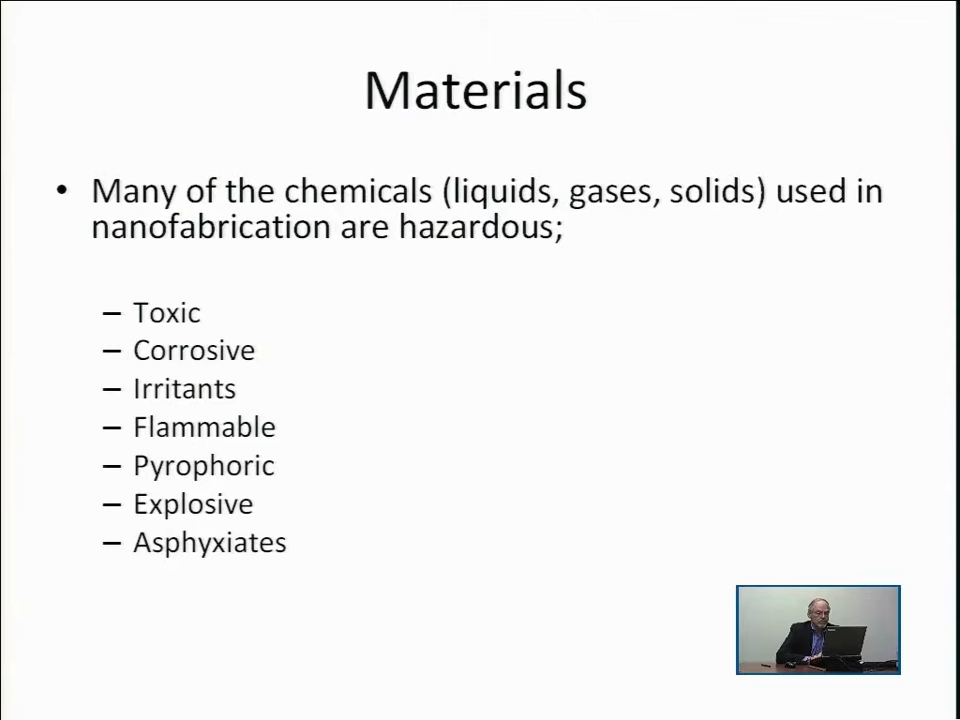 Materials
• Many of the chemicals (liquids, gases, solids) used in
nanofabrication are hazardous;
– Toxic
– Corrosive
– Irritants
– Flammable
– Pyrophoric
– Explosive
– Asphyxiates